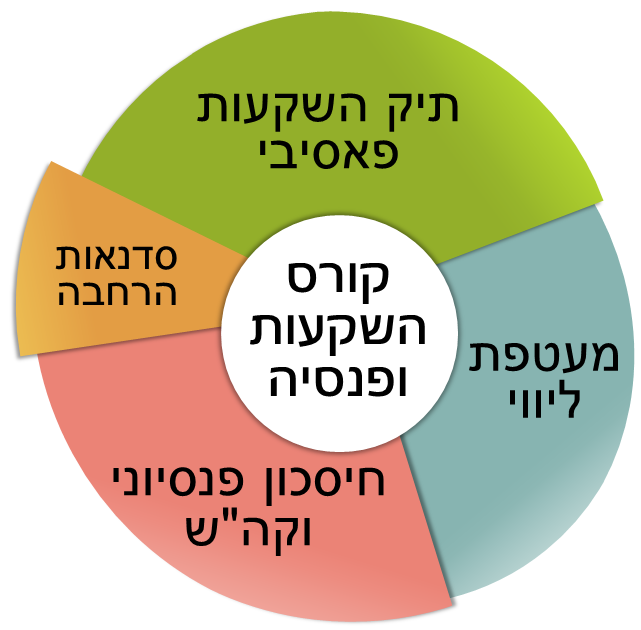 תיק השקעות
פאסיבי
סדנאות
הרחבה
קורס
השקעות
ופנסיה
מעטפת
ליווי
חיסכון פנסיוני
וקה"ש